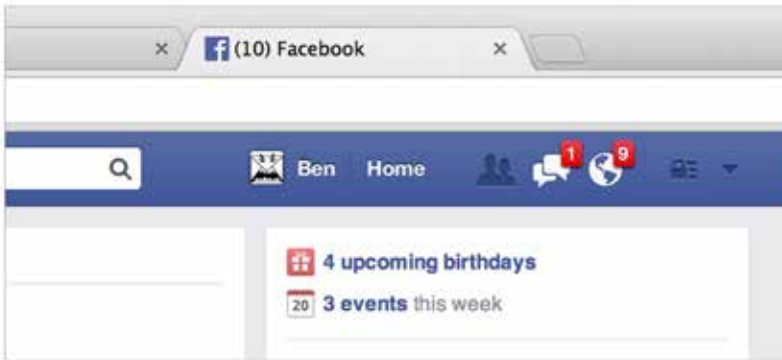 (10) Facebook
Ben Home 1 9
4 upcoming birthdays
20 3 events this week